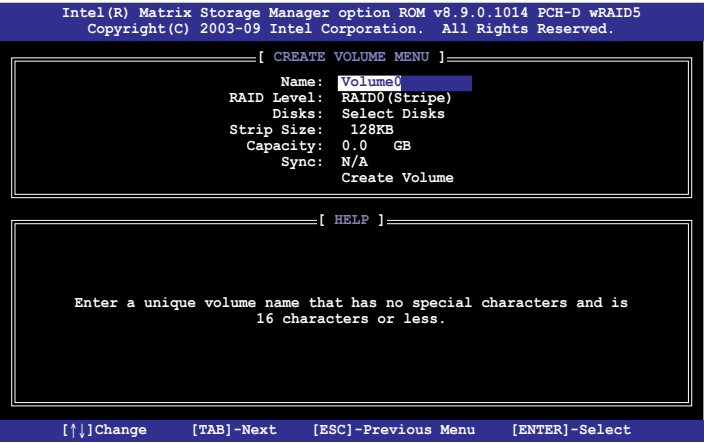 Intel(R) Matrix Storage Manager option ROM v8.9.0.1014 PCH-D wRAID5
Copyright(C) 2003-09 Intel Corporation. All Rights Reserved.
[ CREATE VOLUME MENU ]
Name: Volume0
RAID Level: RAID0(Stripe)
Disks: Select Disks
Strip Size: 128KB
Capacity: 0.0 GB
Sync: N/A
Create Volume
[ HELP ]
Enter a unique volume name that has no special characters and is
16 characters or less.
[↑↓]Change [TAB]-Next [ESC]-Previous Menu [ENTER]-Select